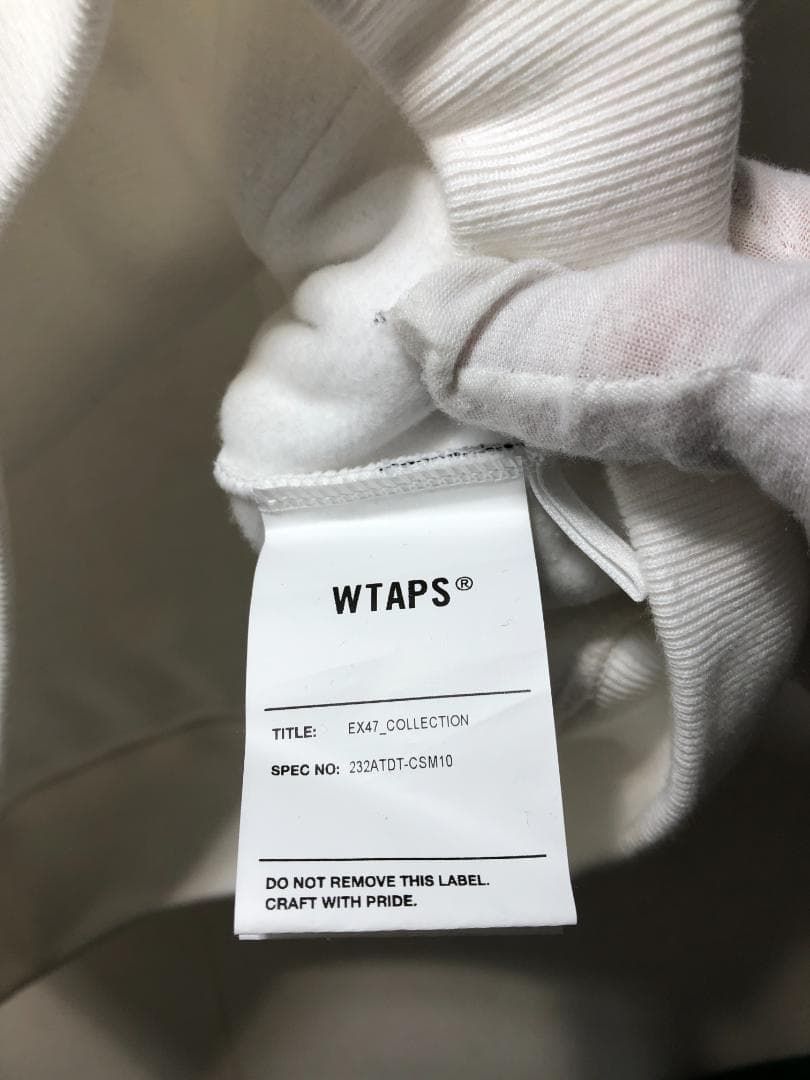 WTAPS®
TITLE: EX47_COLLECTION
SPEC NO: 232ATDT-CSM10
DO NOT REMOVE THIS LABEL.
CRAFT WITH PRIDE.